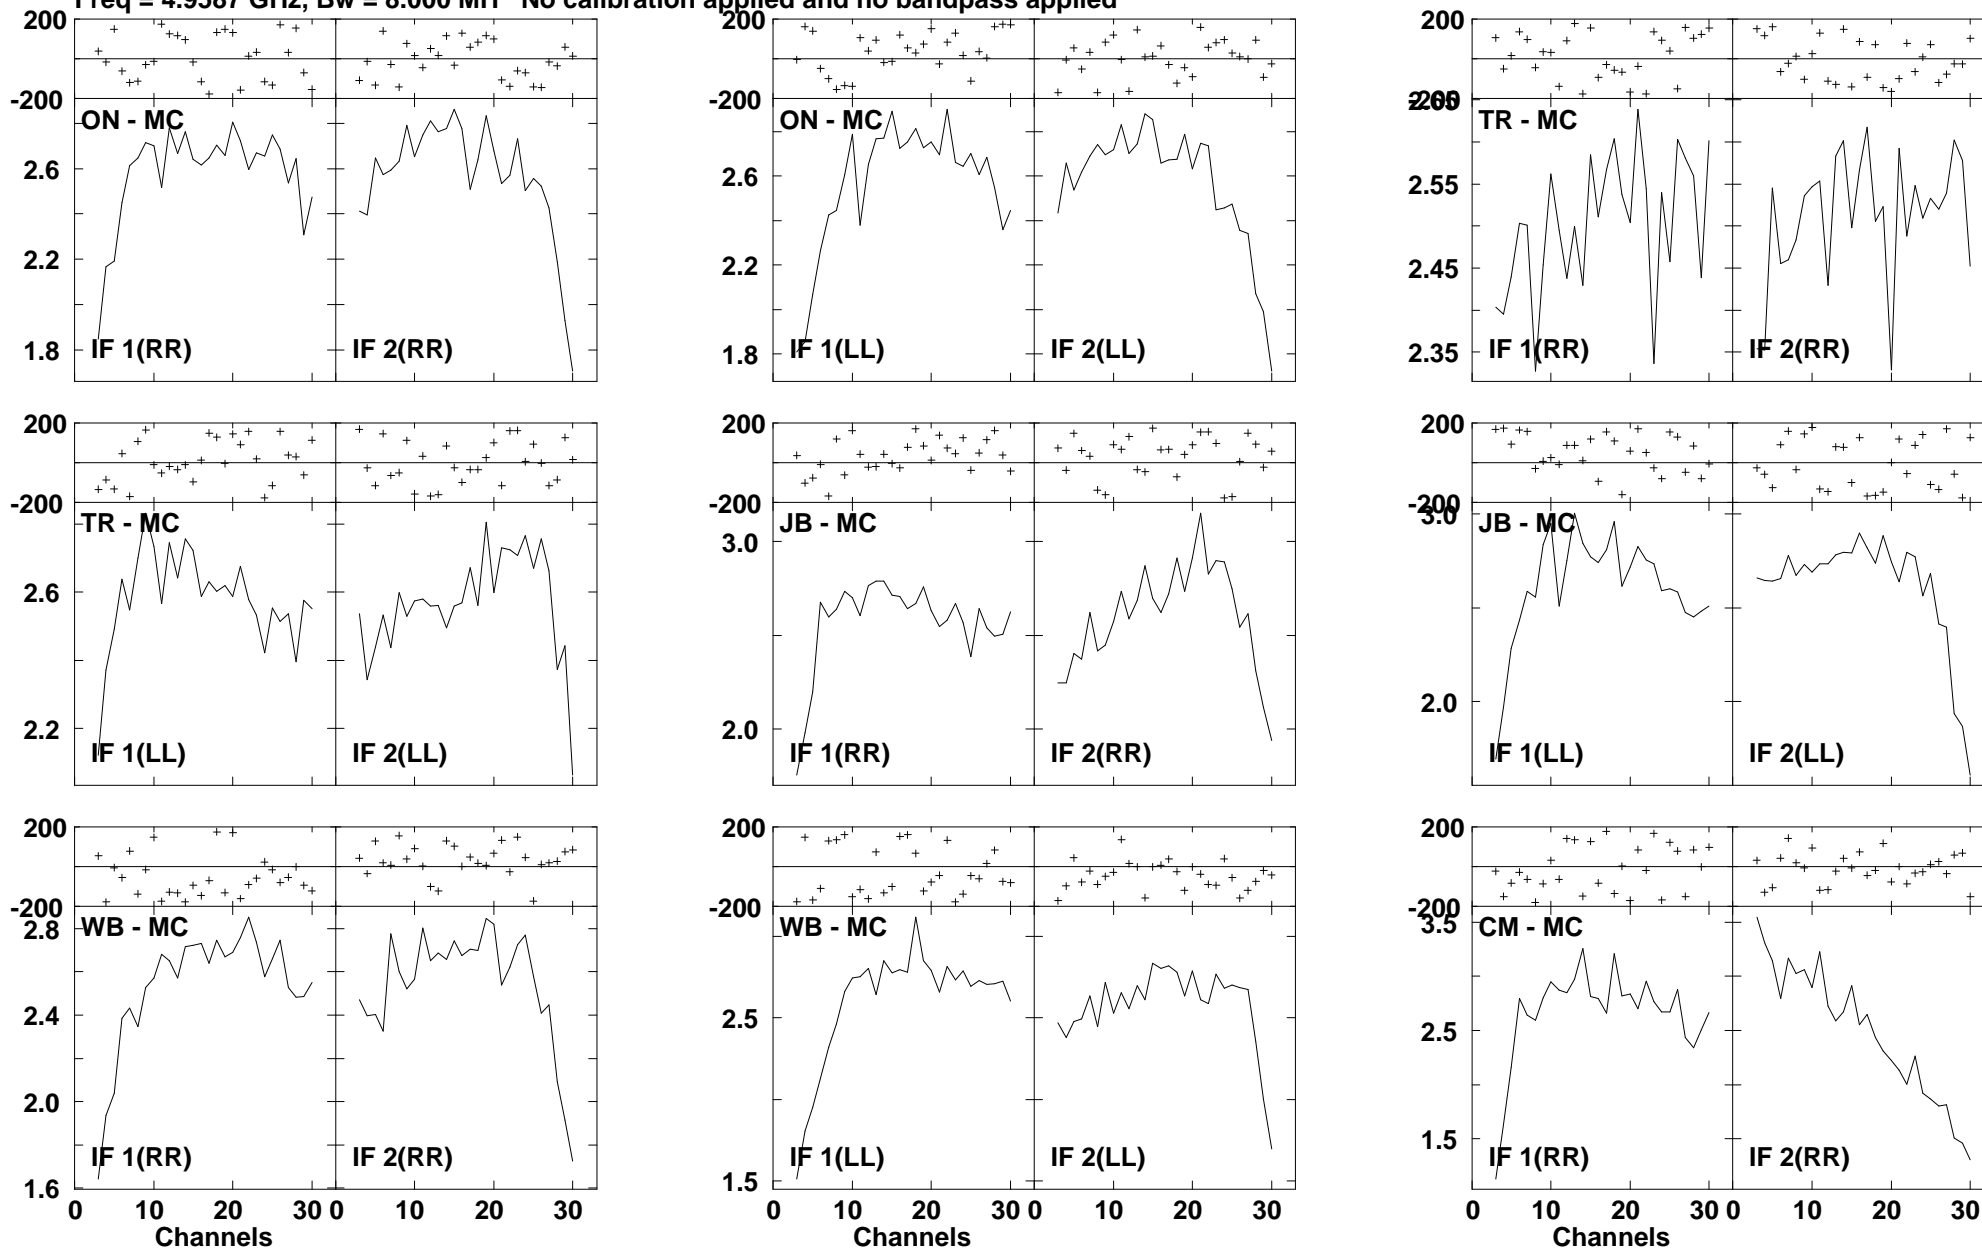 Freq = 4.9587 GHz, Bw = 8.000 MH No calibration applied and no bandpass applied
200
-200
ON - MC
2.6
2.2
1.8
IF 1(RR)
IF 2(RR)
200
-200
ON - MC
2.6
2.2
1.8
IF 1(LL)
IF 2(LL)
200
-200
2.65
TR - MC
2.55
2.45
2.35
IF 1(RR)
IF 2(RR)
200
-200
TR - MC
2.6
2.2
IF 1(LL)
IF 2(LL)
200
-200
JB - MC
3.0
2.0
IF 1(RR)
IF 2(RR)
200
-200
3.0
JB - MC
2.0
IF 1(LL)
IF 2(LL)
200
-200
WB - MC
2.8
2.4
2.0
1.6
IF 1(RR)
IF 2(RR)
0 10 20 30 0 10 20 30
Channels
200
-200
WB - MC
2.5
1.5
IF 1(LL)
IF 2(LL)
0 10 20 30 0 10 20 30
Channels
200
-200
3.5
CM - MC
2.5
1.5
IF 1(RR)
IF 2(RR)
0 10 20 30 0 10 20 30
Channels